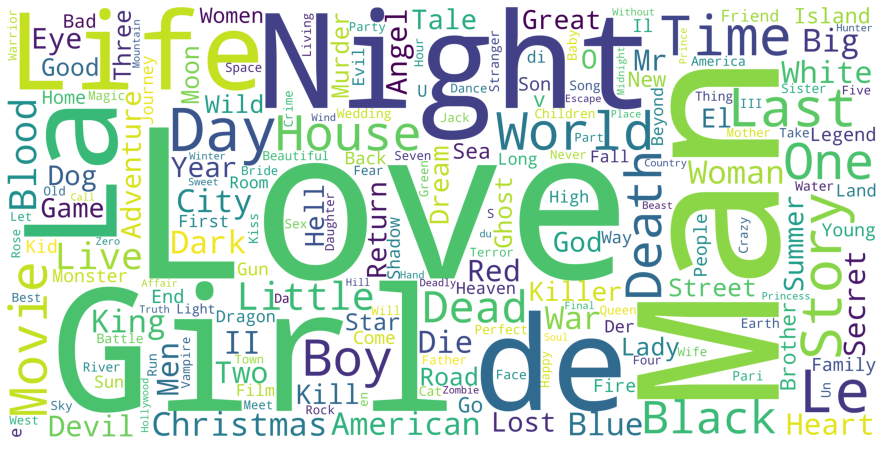 Life
Night
Love
Man
Girl
de
La
Day
House
World
Time
Last
One
Story
Le
Black
Death
Movie
Blood
Boy
Dead
Little
Live
City
Dark
Year
Adventure
Wild
Dog
Game
Eye
Bad
Good
Three
Women
Moon
Journey
Home
Magic
Warrior
Mountain
Living
Space
Murder
Party
Evil
Angel
Hour
U
Tale
Dance
Great
Stranger
di
Son
Song
V
O
Il
Without
Baby
Prince
Midnight
Escape
Mr
New
Friend
America
Thing
III
Island
Hunter
Big
White
Sister
Five
El
Mother
Take
Legend
Beyond
Place
Children
Part
Jack
Wedding
Crime
Wind
Beautiful
Back
Seven
Sea
Long
Never
Fall
Country
Woman
Water
Land
Beast
Crazy
Young
Summer
People
Way
High
God
Ghost
Dream
Green
S
du
Terror
Return
Shadow
Fear
Hell
Daughter
Sex
Kiss
Bride
Room
Winter
Sweet
First
Old
Call
Let
Rose
Zero
Kid
Monster
Gun
Hand
Red
Heaven
Deadly
Killer
Street
Secret
Princess
Earth
Brother
Family
Pari
Un
Wife
Four
Lady
Fire
Queen
Final
War
Der
Soul
Perfect
Die
Star
Will
Come
Father
Da
Hill
Affair
Truth
Light
Dragon
End
Best
King
Battle
II
Two
Men
Town
Film
Vampire
Run
River
Sun
Sky
West
Hollywood
Meet
Rock
Kill
Devil
e
Christmas
en
American
Cat
Road
Zombie
Go
Face
Happy
Lost
Blue
Heart